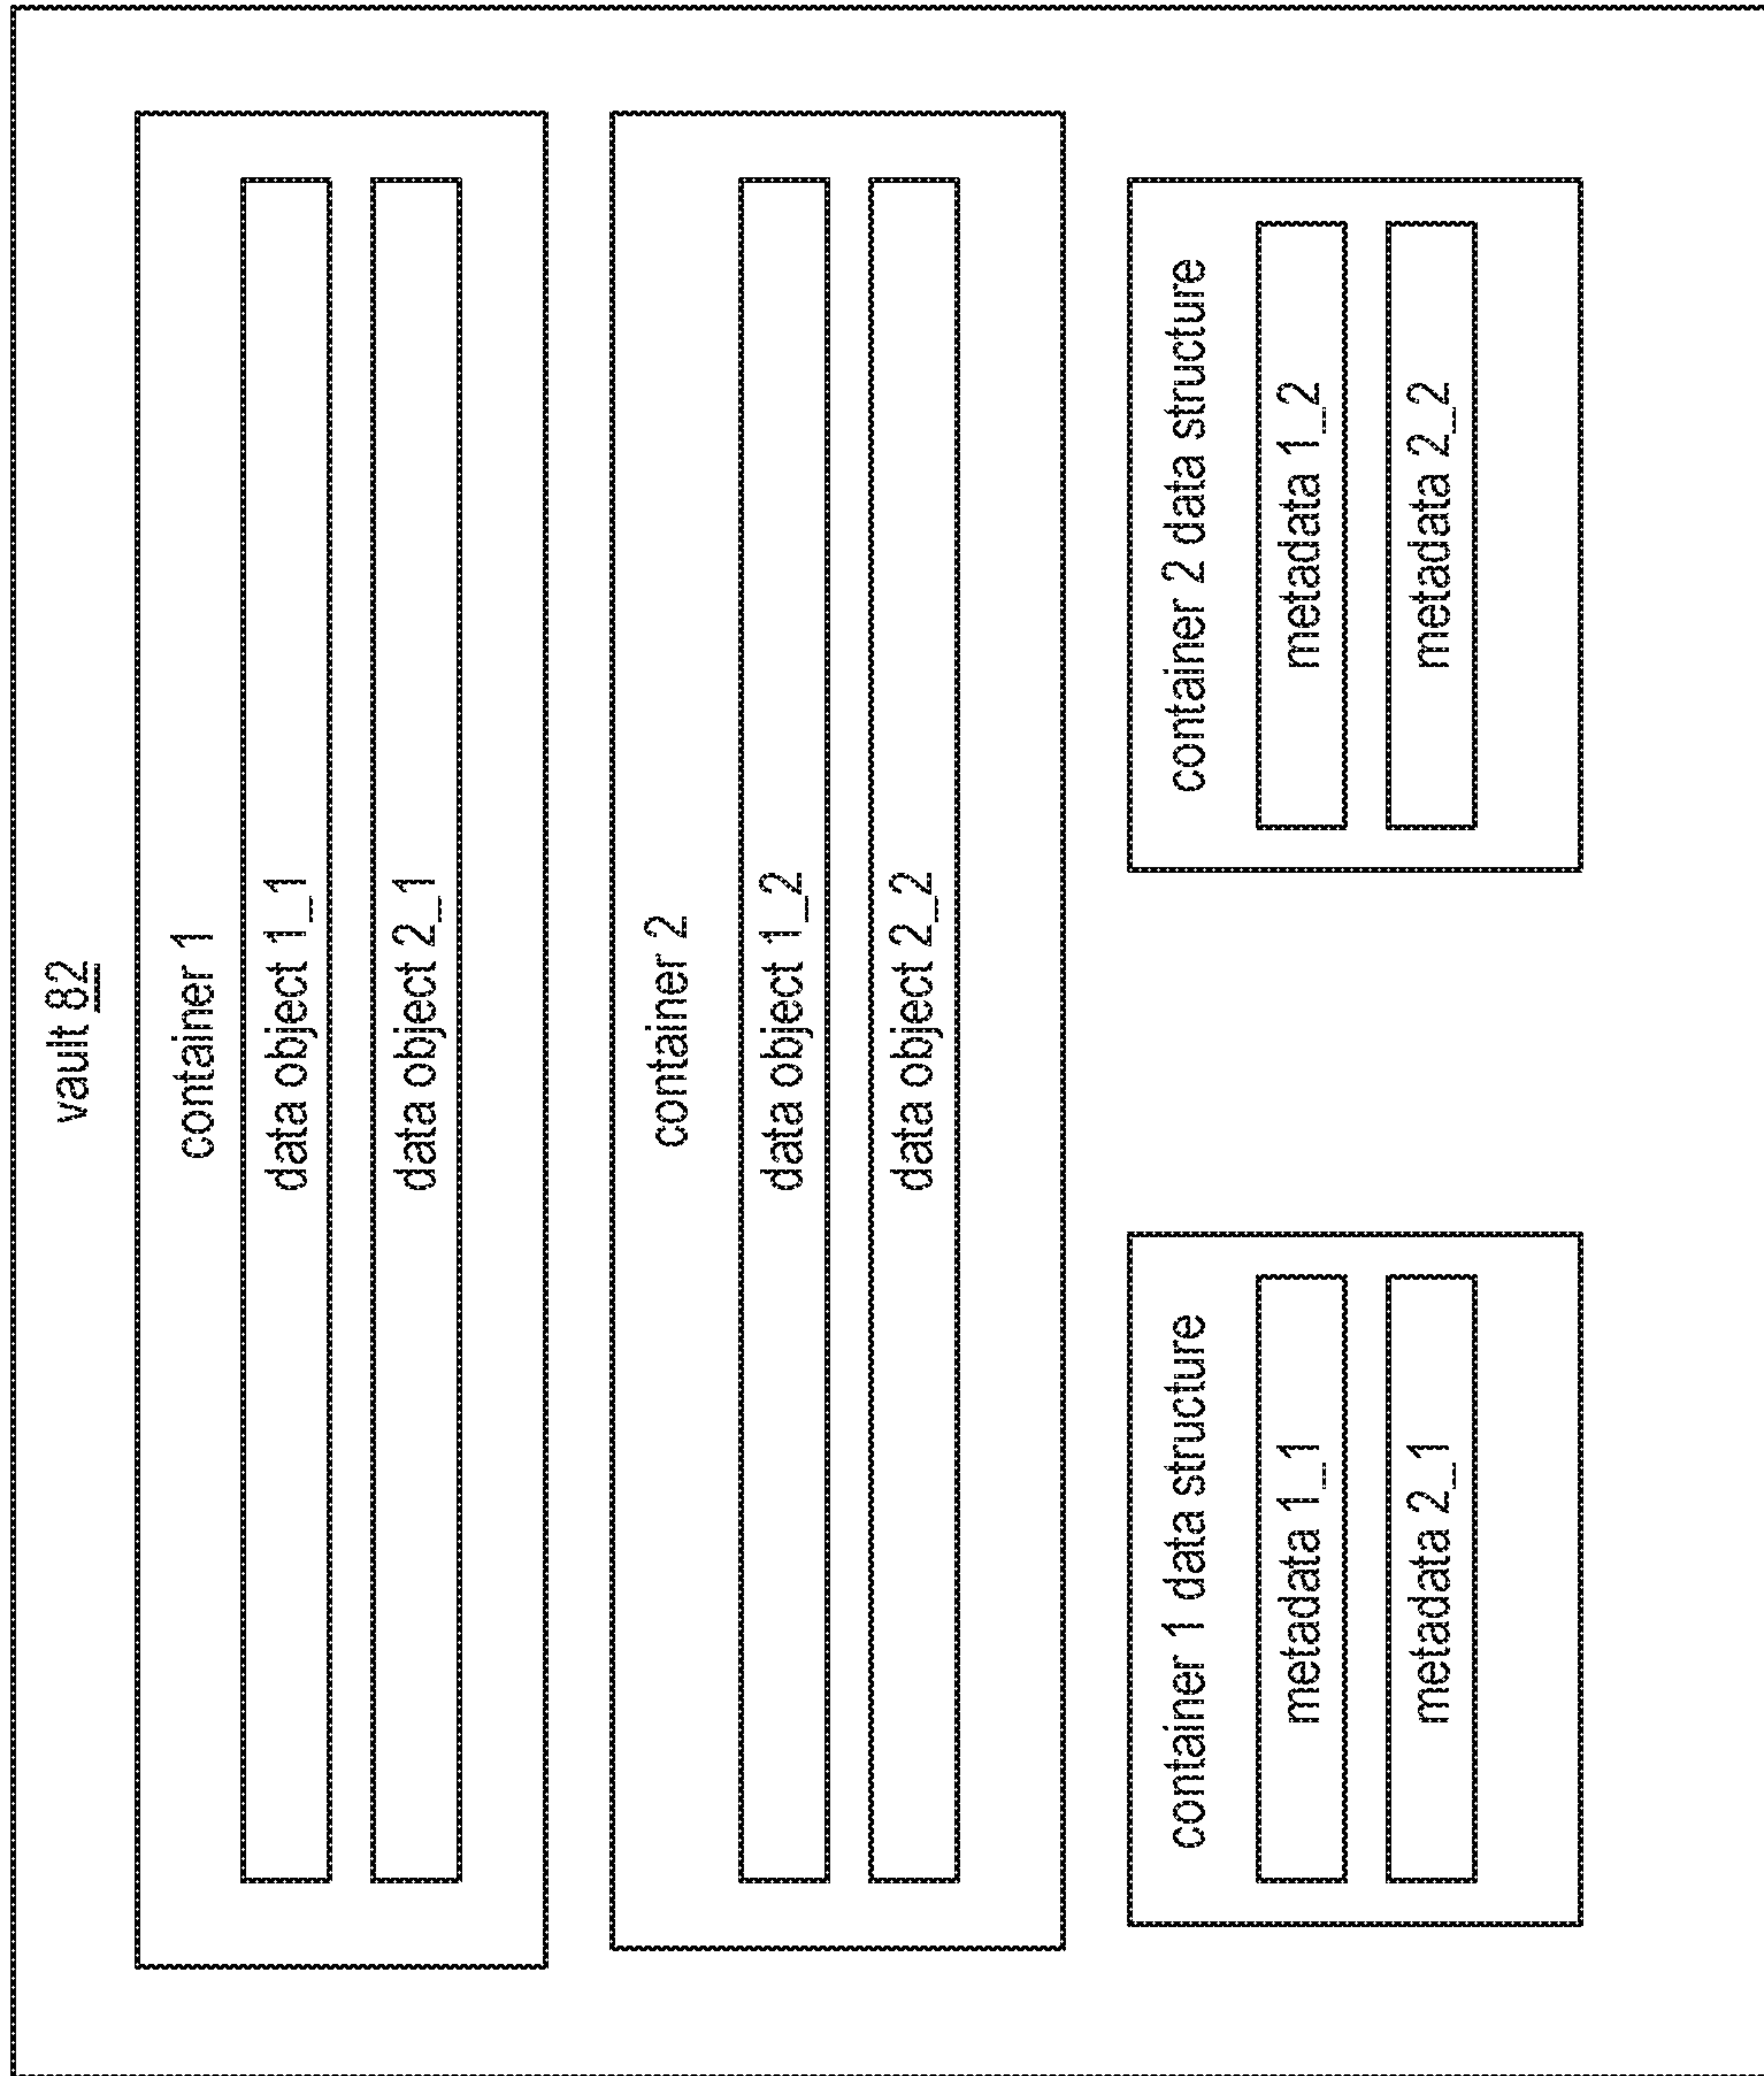 vault 82
container 1
data object 1_1
data object 2_1
container 2
data object 1_2
data object 2_2
container 1 data structure
metadata 1_1
metadata 2_1
container 2 data structure
metadata 1_2
metadata 2_2